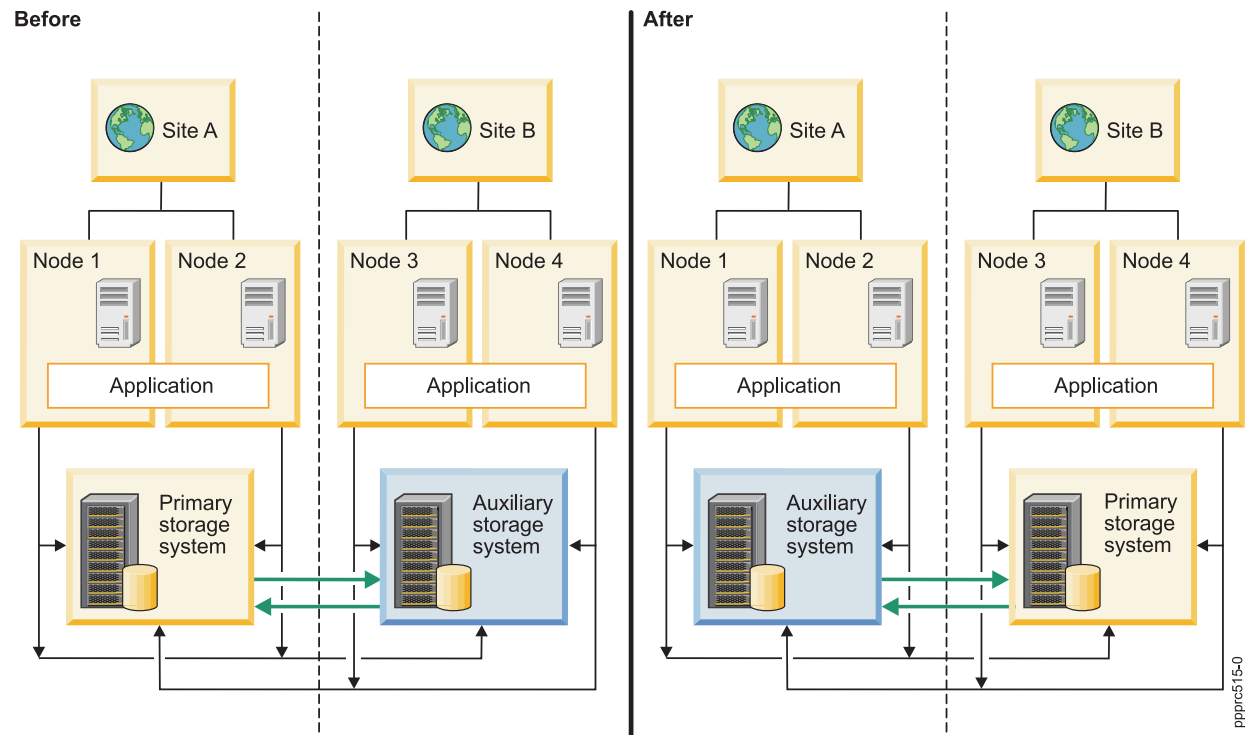 Before
After
Site A
Site B
Site A
Site B
Node 1
Node 2
Node 3
Node 4
Node 1
Node 2
Node 3
Node 4
Application
Application
Application
Application
Primary
storage
system
Auxiliary
storage
system
Auxiliary
storage
system
Primary
storage
system
ppprc515-0